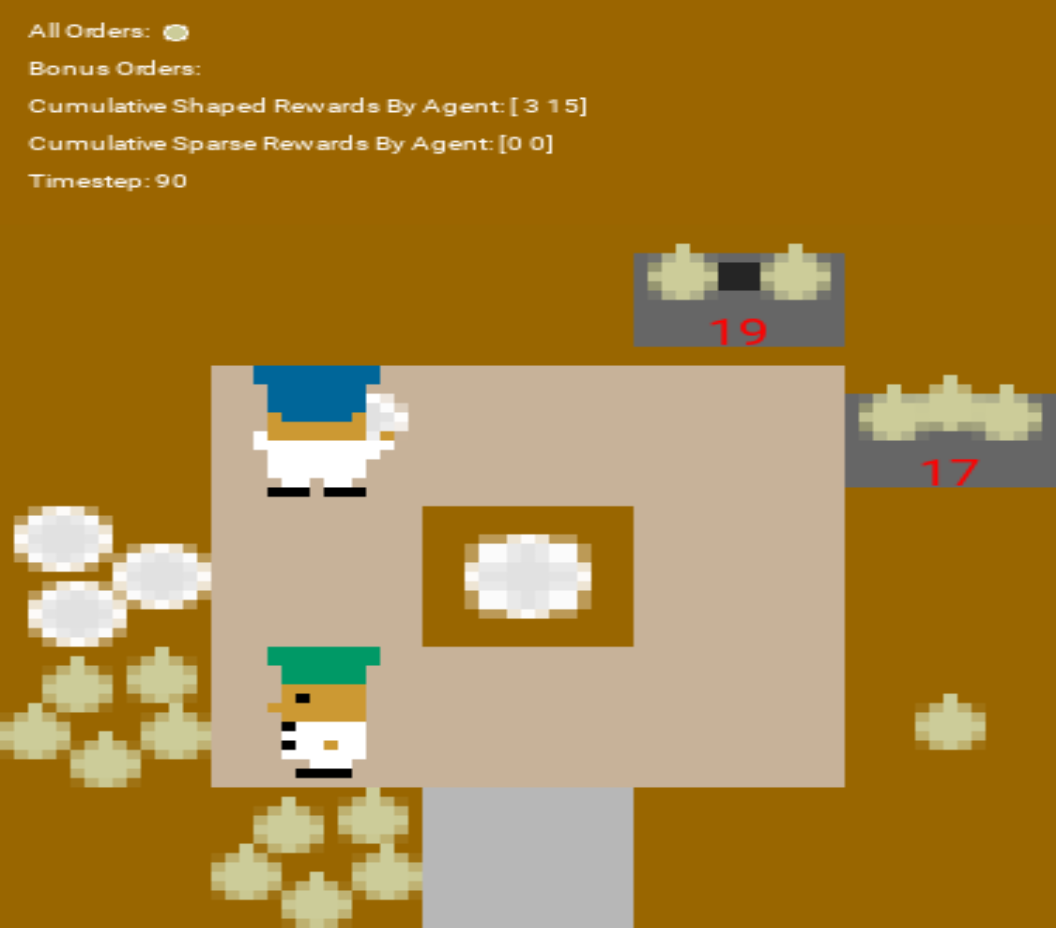 All Orders:
Bonus Orders:
Cumulative Shaped Rewards By Agent: [ 3 15]
Cumulative Sparse Rewards By Agent: [0 0]
Timestep: 90
19
17